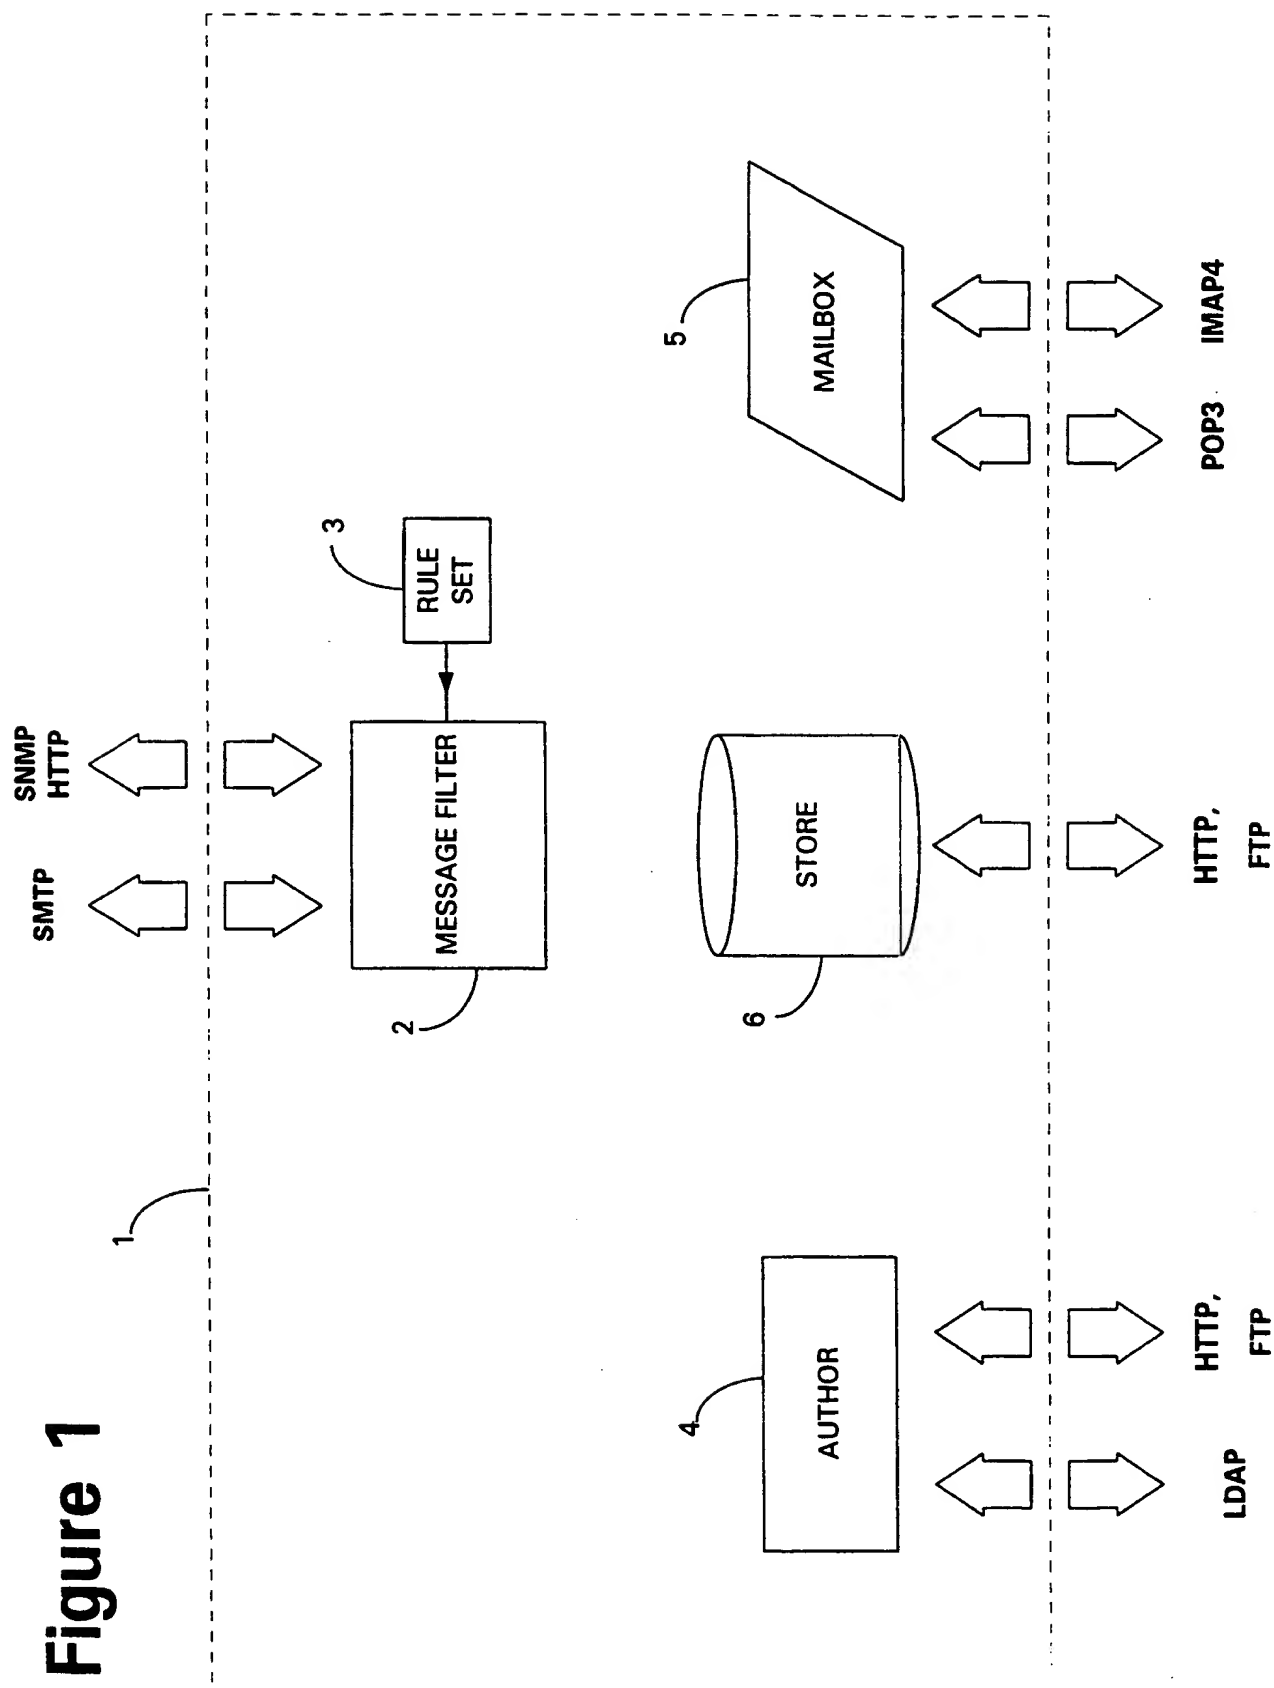 Figure 1
SMTP
SNMP
HTTP
1
2
MESSAGE FILTER
3
RULE
SET
4
AUTHOR
6
STORE
5
MAILBOX
LDAP
HTTP,
FTP
HTTP,
FTP
POP3
IMAP4